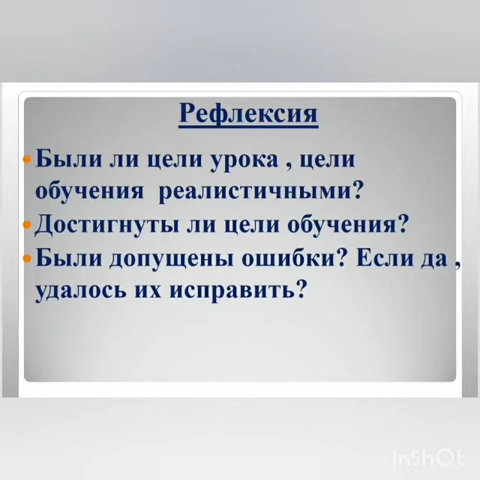 Рефлексия
Были ли цели урока , цели
обучения реалистичными?
Достигнуты ли цели обучения?
Были допущены ошибки? Если да ,
удалось их исправить?
InShOt